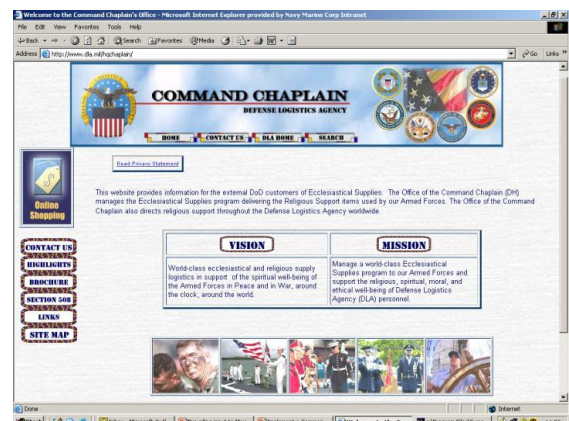 Welcome to the Command Chaplain's Office - Microsoft Internet Explorer provided by Navy Marine Corp Intranet
File Edit View Favorites Tools Help
Back Search Favorites Media
Address http://www.dla.mil/hqchaplain/ Go Links »
COMMAND CHAPLAIN
DEFENSE LOGISTICS AGENCY
HOME CONTACT US DLA HOME SEARCH
Read Privacy Statement
Online
Shopping
This website provides information for the external DoD customers of Ecclesiastical Supplies. The Office of the Command Chaplain (DH)
manages the Ecclesiastical Supplies program delivering the Religious Support items used by our Armed Forces. The Office of the Command
Chaplain also directs religious support throughout the Defense Logistics Agency worldwide.
CONTACT US
HIGHLIGHTS
BROCHURE
SECTION 508
LINKS
SITE MAP
VISION
World-class ecclesiastical and religious supply
logistics in support of the spiritual well-being of
the Armed Forces in Peace and in War, around
the clock, around the world.
MISSION
Manage a world-class Ecclesiastical
Supplies program to our Armed Forces and
support the religious, spiritual, moral, and
ethical well-being of Defense Logistics
Agency (DLA) personnel.
Done Internet